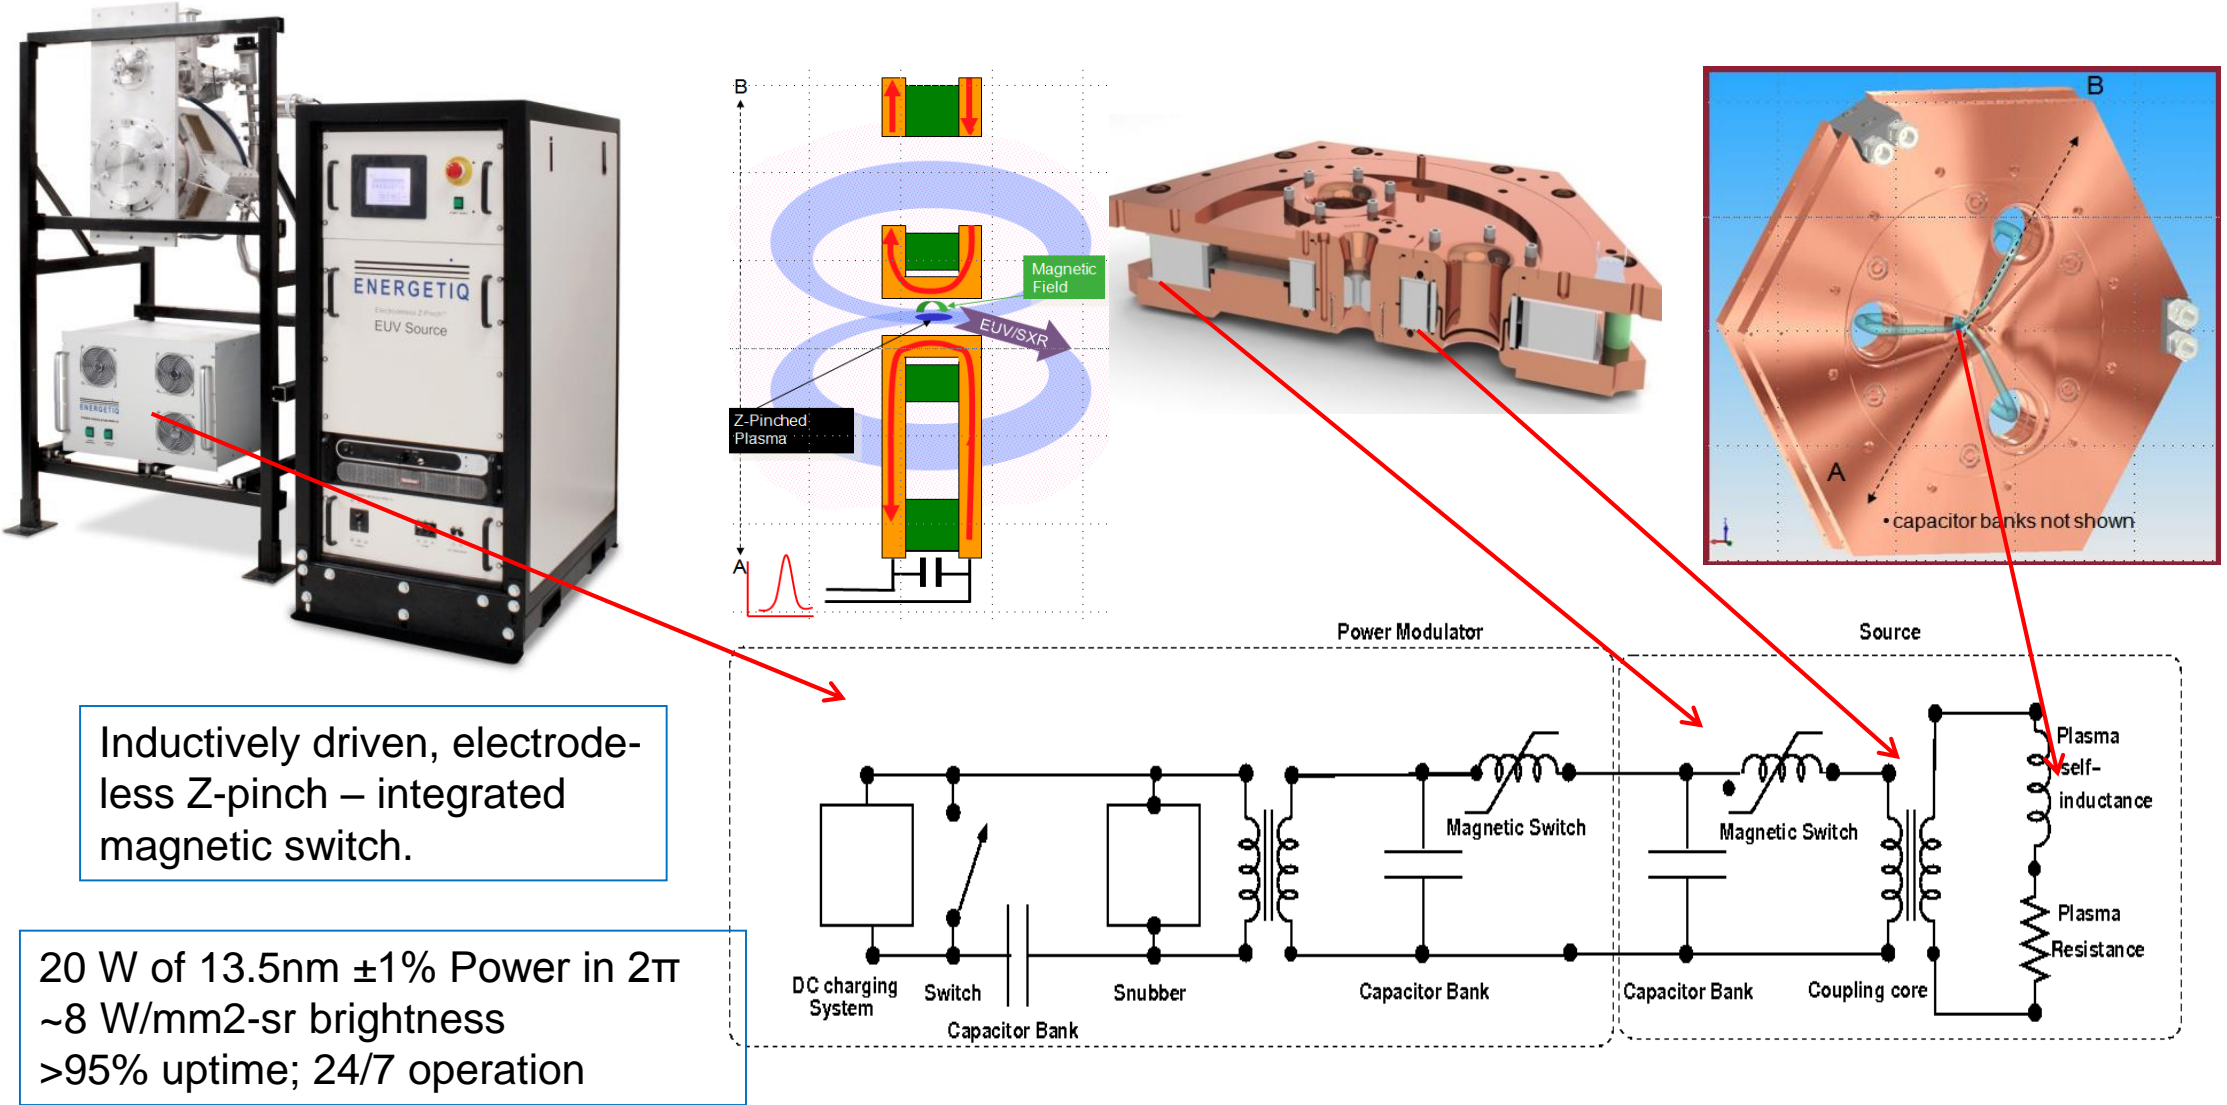 ENERGETIQ
Electrodeless Z-Pinch™
EUV Source
ENERGETIQ
B
Magnetic
Field
EUV/SXR
Z-Pinched
Plasma
A
B
A
• capacitor banks not shown
Power Modulator
Source
Plasma
self-
inductance
Magnetic Switch
Magnetic Switch
Plasma
Resistance
DC charging
System
Switch
Capacitor Bank
Snubber
Capacitor Bank
Capacitor Bank
Coupling core
Inductively driven, electrode-
less Z-pinch – integrated
magnetic switch.
20 W of 13.5nm ±1% Power in 2π
~8 W/mm2-sr brightness
>95% uptime; 24/7 operation